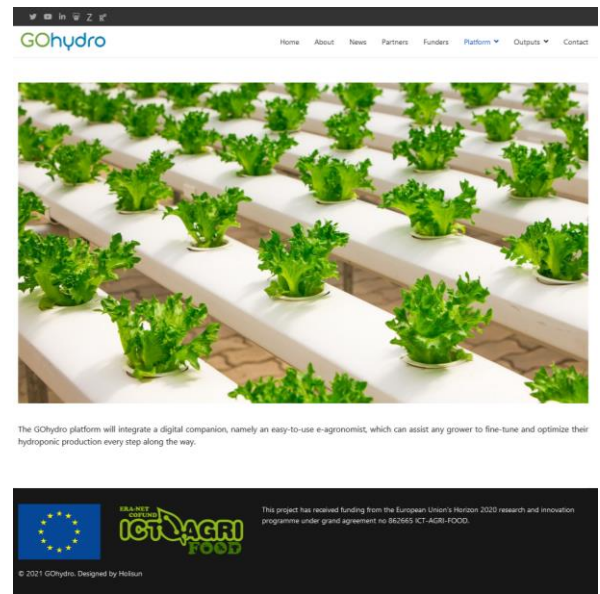 GOhydro
Home About News Partners Funders Platform Outputs Contact
The GOhydro platform will integrate a digital companion, namely an easy-to-use e-agronomist, which can assist any grower to fine-tune and optimize their
hydroponic production every step along the way.
ERA-NET
COFUND
ICT-AGRI
FOOD
This project has received funding from the European Union's Horizon 2020 research and innovation
programme under grand agreement no 862665 ICT-AGRI-FOOD.
© 2021 GOhydro. Designed by Holisun